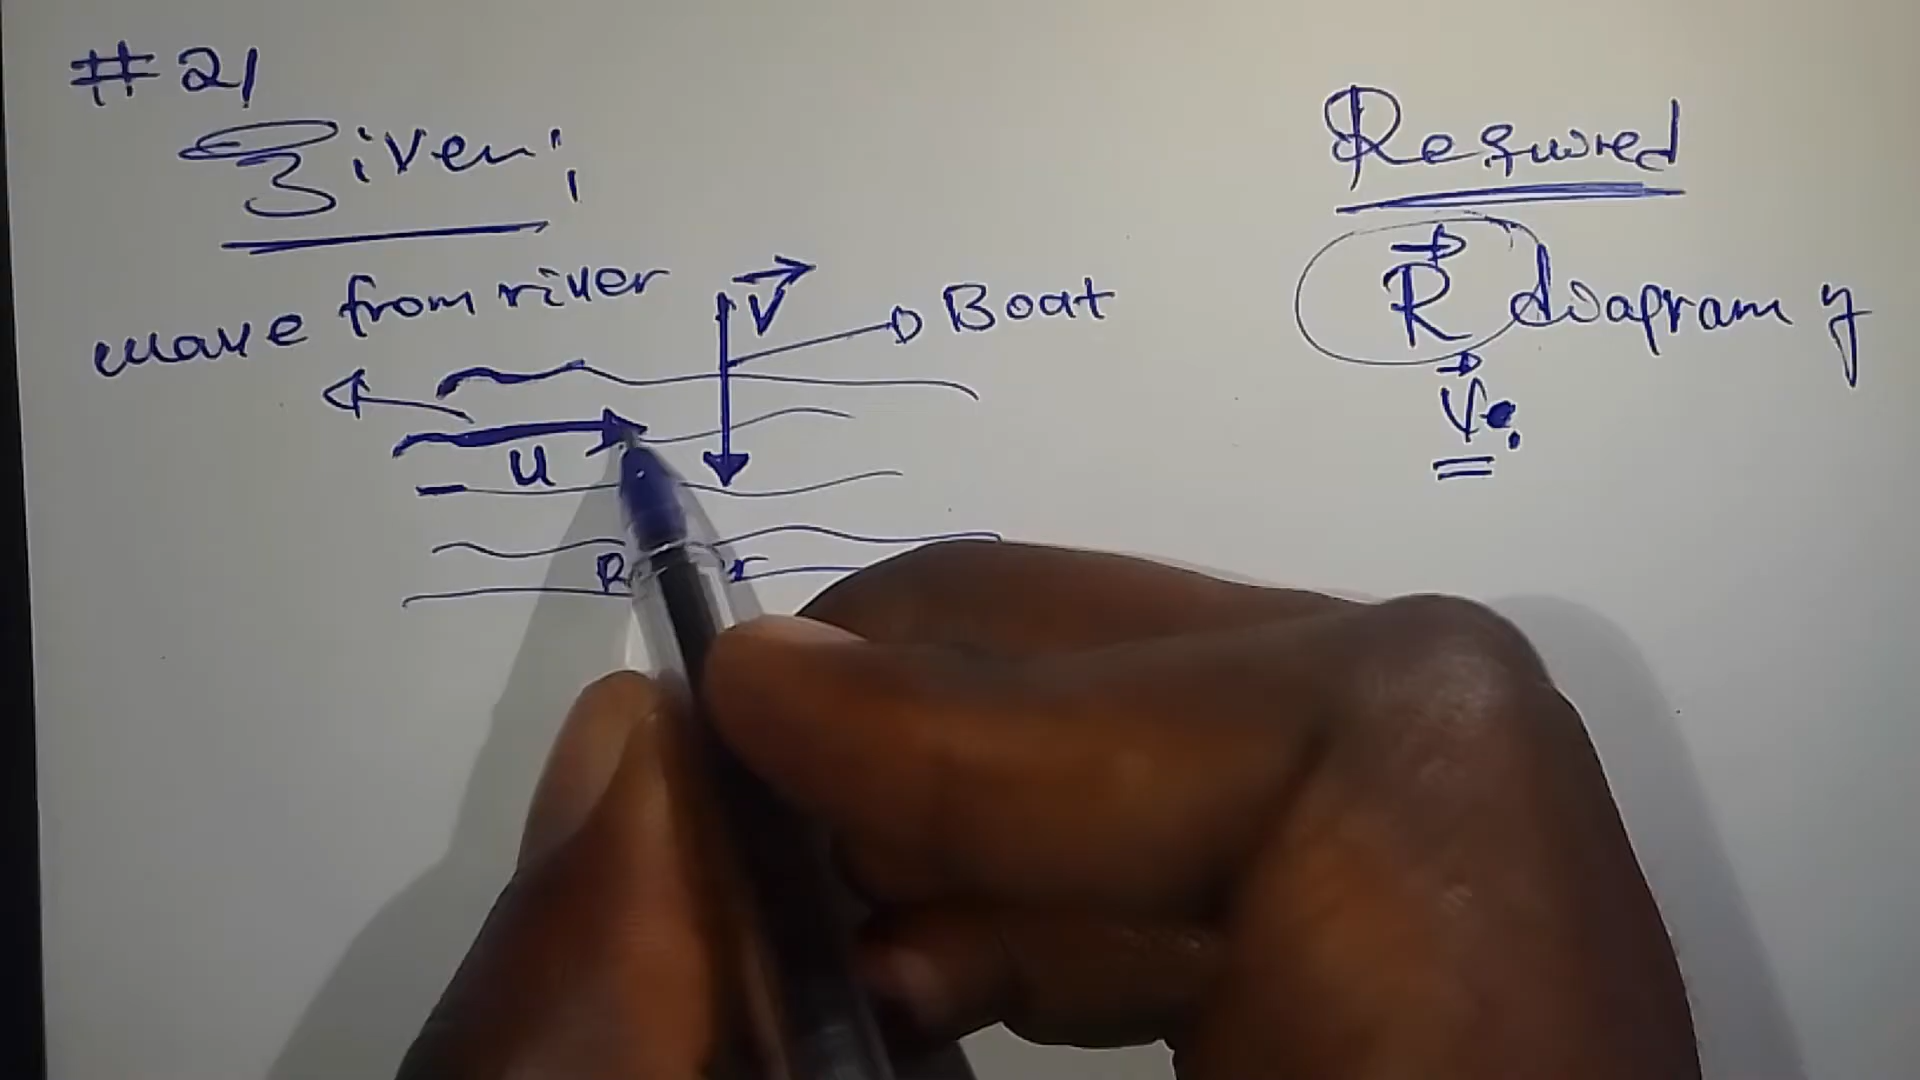 # 21
Given;
Required
wave from river
V
Boat
R diagram of
Ve.
u
R r